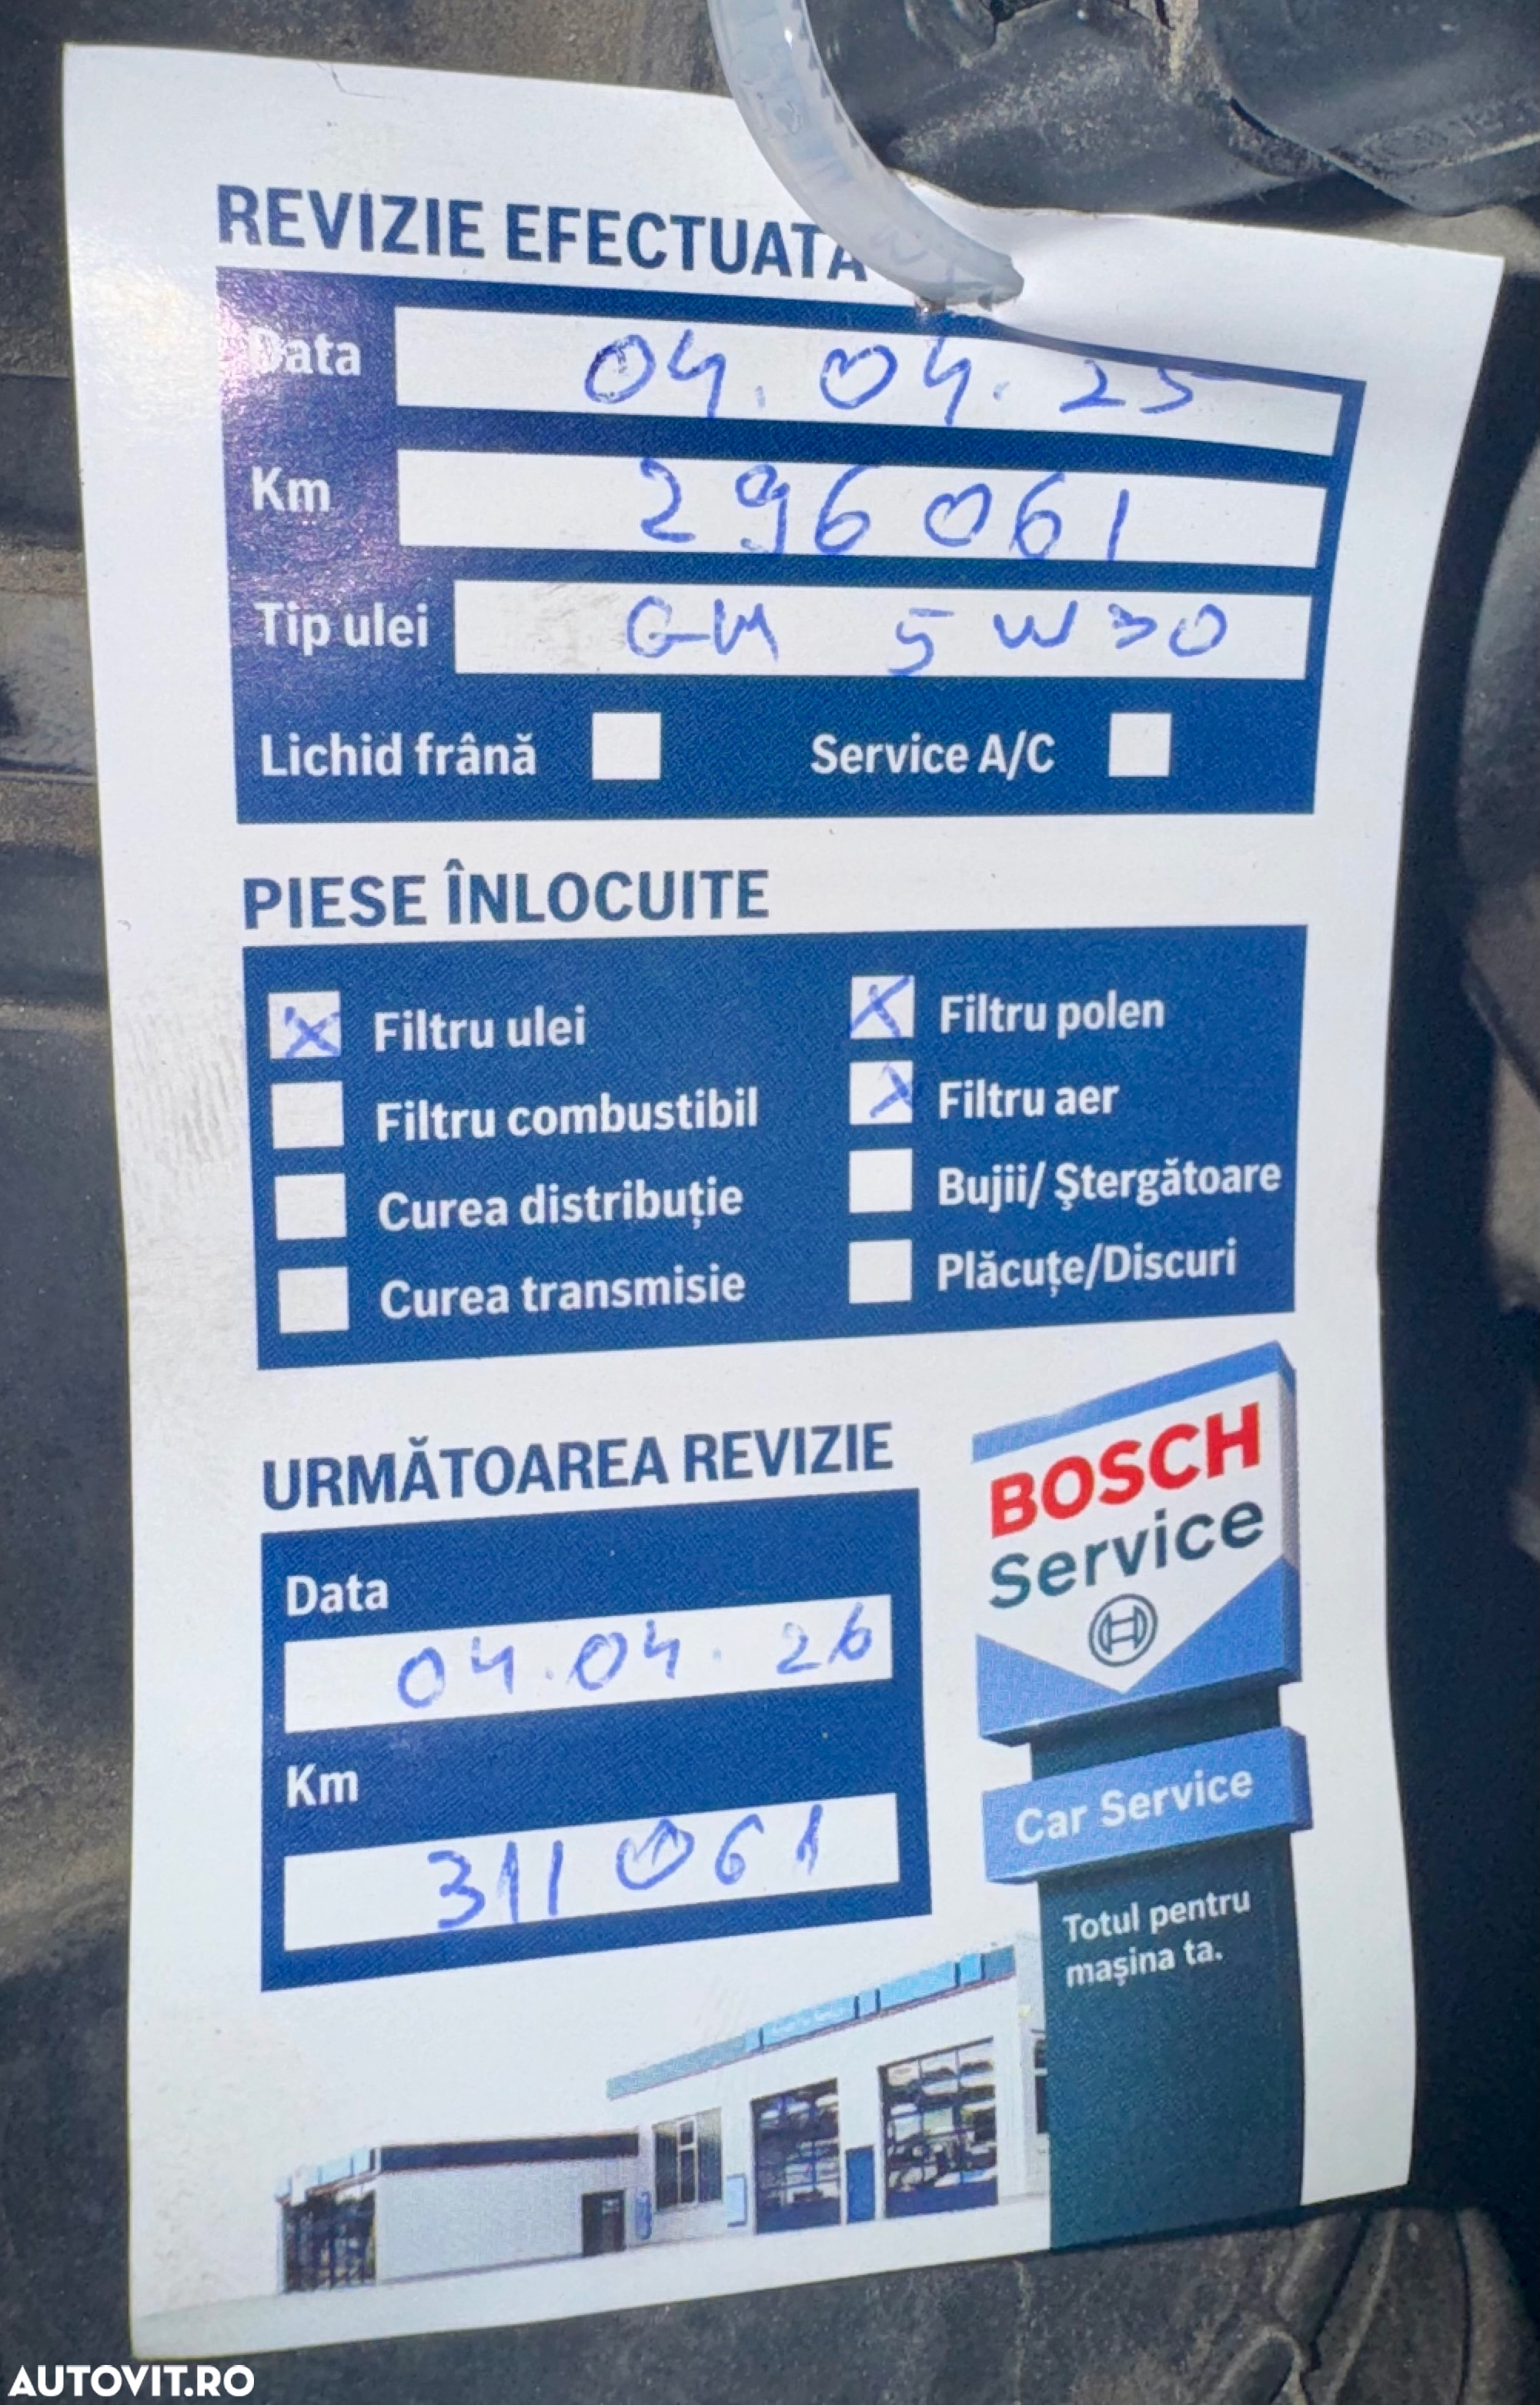 REVIZIE EFECTUATĂ
Data 04.04.25
Km 296061
Tip ulei GM 5W30
Lichid frână Service A/C
PIESE ÎNLOCUITE
Filtru ulei Filtru polen
Filtru combustibil Filtru aer
Curea distribuție Bujii/ Ștergătoare
Curea transmisie Plăcuțe/Discuri
URMĂTOAREA REVIZIE
Data
04.04.26
Km
311061
BOSCH
Service
Car Service
Totul pentru
mașina ta.
AUTOVIT.RO